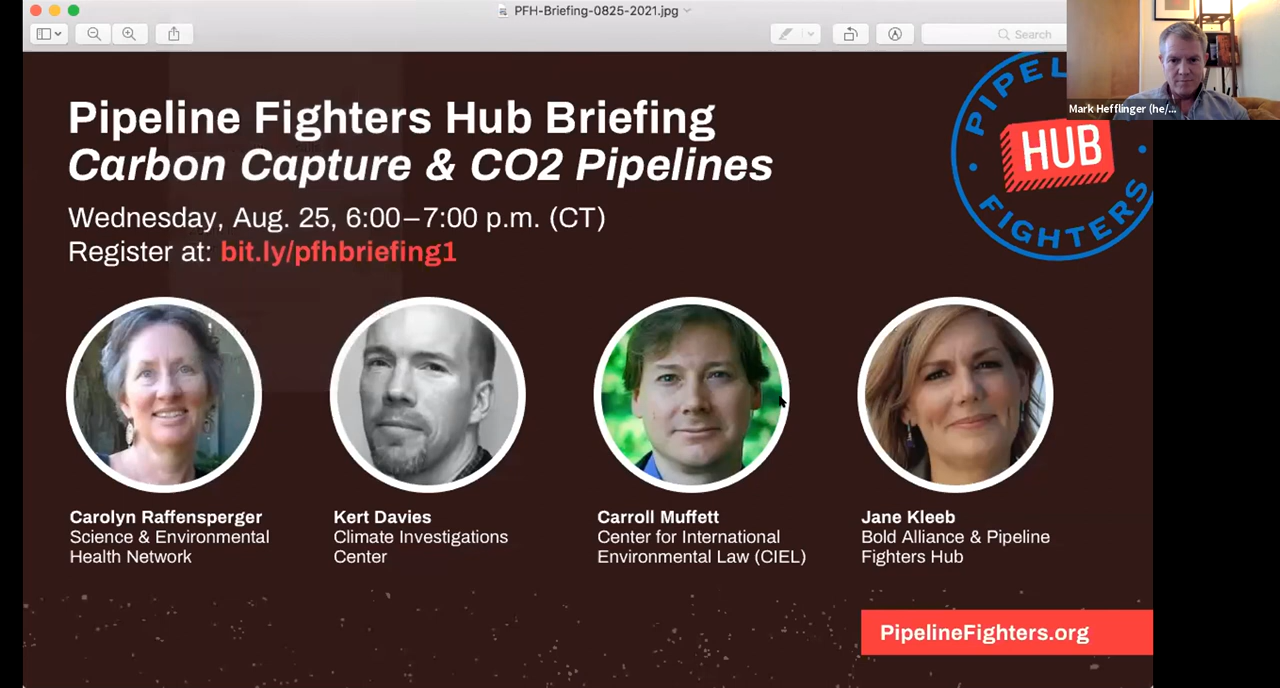 PFH-Briefing-0825-2021.jpg
Search
Mark Hefflinger (he/...
Pipeline Fighters Hub Briefing
Carbon Capture & CO2 Pipelines
Wednesday, Aug. 25, 6:00–7:00 p.m. (CT)
Register at: bit.ly/pfhbriefing1
PIPEL
HUB
FIGHTERS
Carolyn Raffensperger
Science & Environmental
Health Network
Kert Davies
Climate Investigations
Center
Carroll Muffett
Center for International
Environmental Law (CIEL)
Jane Kleeb
Bold Alliance & Pipeline
Fighters Hub
PipelineFighters.org